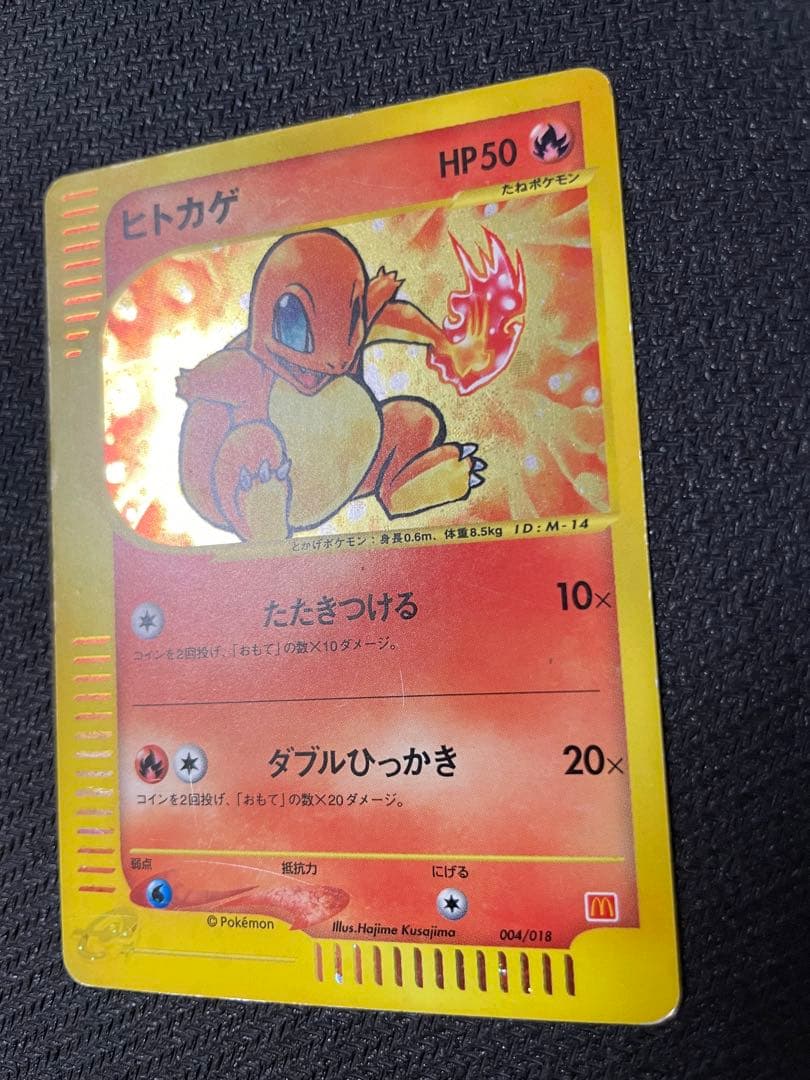 ヒトカゲ HP50
たねポケモン
とかげポケモン：身長0.6m、体重8.5kg ID:M-14
たたきつける 10×
コインを2回投げ、「おもて」の数×10ダメージ。
ダブルひっかき 20×
コインを2回投げ、「おもて」の数×20ダメージ。
弱点 抵抗力 にげる
© Pokémon Illus.Hajime Kusajima 004/018